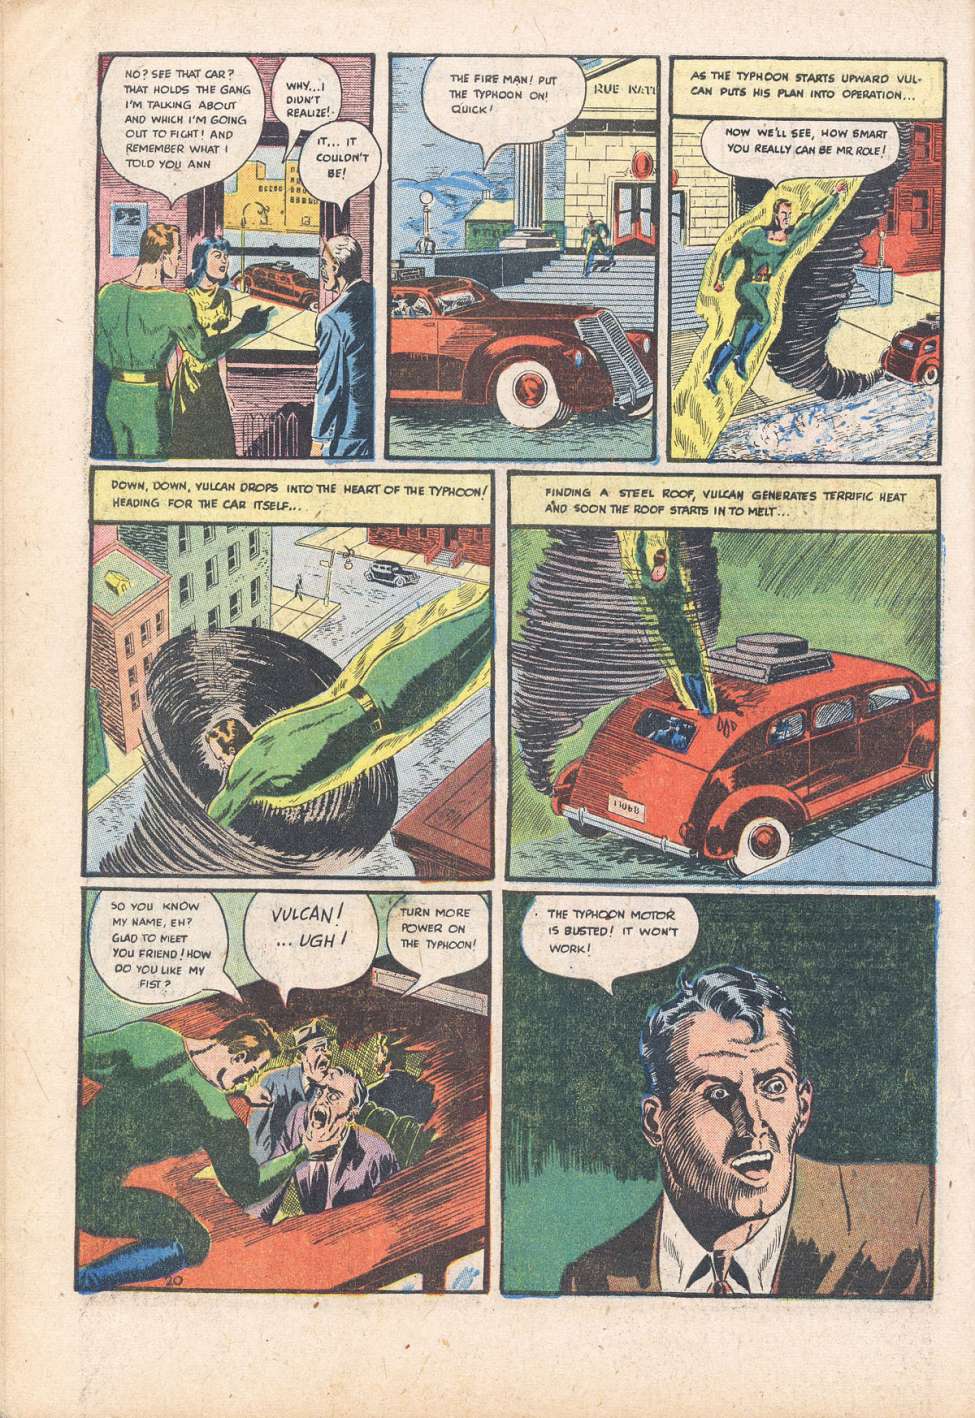 NO? SEE THAT CAR?
THAT HOLDS THE GANG
I'M TALKING ABOUT
AND WHICH I'M GOING
OUT TO FIGHT! AND
REMEMBER WHAT I
TOLD YOU ANN
WHY...I
DIDN'T
REALIZE!
IT... IT
COULDN'T
BE!
THE FIRE MAN! PUT
THE TYPHOON ON!
QUICK!
RUE NATI
AS THE TYPHOON STARTS UPWARD VUL-
CAN PUTS HIS PLAN INTO OPERATION...
NOW WE'LL SEE, HOW SMART
YOU REALLY CAN BE MR. ROLE!
DOWN, DOWN, VULCAN DROPS INTO THE HEART OF THE TYPHOON!
HEADING FOR THE CAR ITSELF...
FINDING A STEEL ROOF, VULCAN GENERATES TERRIFIC HEAT
AND SOON THE ROOF STARTS IN TO MELT...
SO YOU KNOW
MY NAME, EH?
GLAD TO MEET
YOU FRIEND! HOW
DO YOU LIKE MY
FIST?
VULCAN!
...UGH!
TURN MORE
POWER ON
THE TYPHOON!
20
THE TYPHOON MOTOR
IS BUSTED! IT WON'T
WORK!